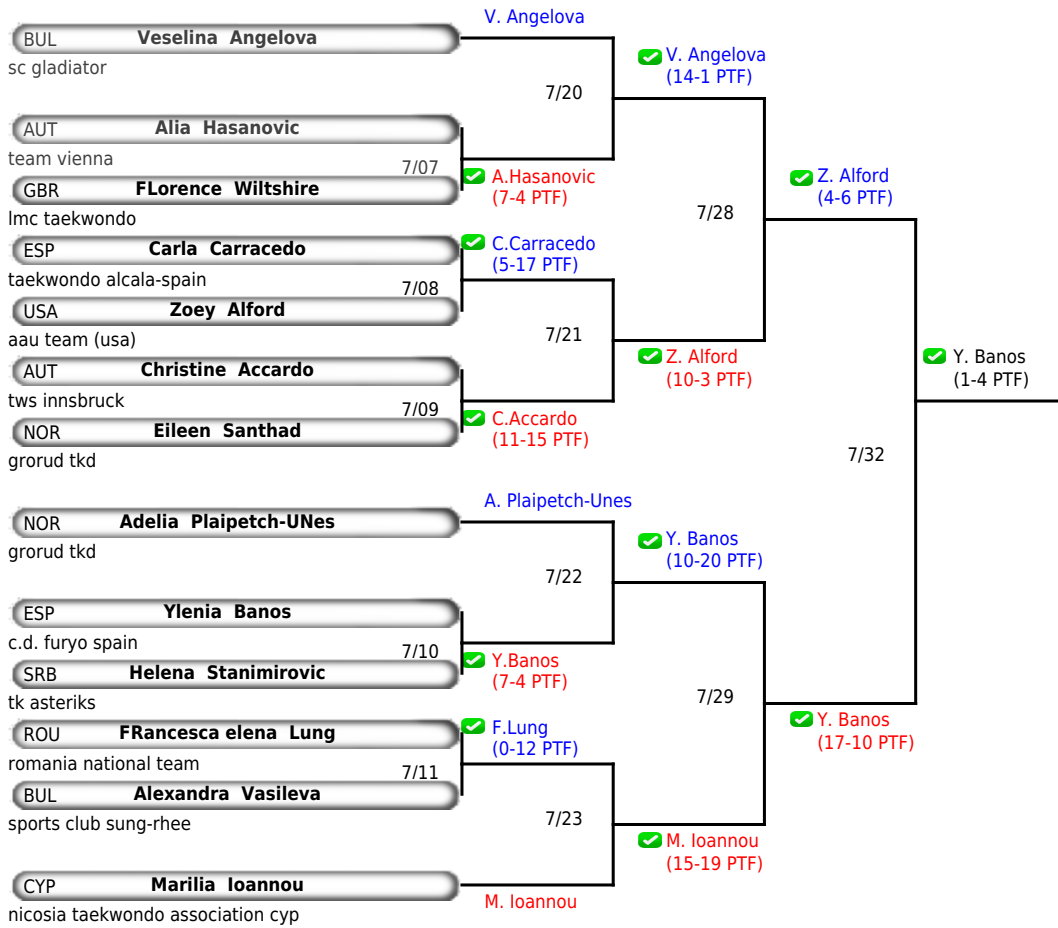 BUL Veselina Angelova
sc gladiator
AUT Alia Hasanovic
team vienna
7/07
GBR FLorence Wiltshire
lmc taekwondo
ESP Carla Carracedo
taekwondo alcala-spain
7/08
USA Zoey Alford
aau team (usa)
AUT Christine Accardo
tws innsbruck
7/09
NOR Eileen Santhad
grorud tkd
NOR Adelia Plaipetch-UNes
grorud tkd
ESP Ylenia Banos
c.d. furyo spain
7/10
SRB Helena Stanimirovic
tk asteriks
ROU FRancesca elena Lung
romania national team
7/11
BUL Alexandra Vasileva
sports club sung-rhee
CYP Marilia Ioannou
nicosia taekwondo association cyp
V. Angelova
7/20
A.Hasanovic
(7-4 PTF)
C.Carracedo
(5-17 PTF)
7/21
C.Accardo
(11-15 PTF)
A. Plaipetch-Unes
7/22
Y.Banos
(7-4 PTF)
F.Lung
(0-12 PTF)
7/23
M. Ioannou
V. Angelova
(14-1 PTF)
7/28
Z. Alford
(10-3 PTF)
Y. Banos
(10-20 PTF)
7/29
M. Ioannou
(15-19 PTF)
Z. Alford
(4-6 PTF)
7/32
Y. Banos
(17-10 PTF)
Y. Banos
(1-4 PTF)